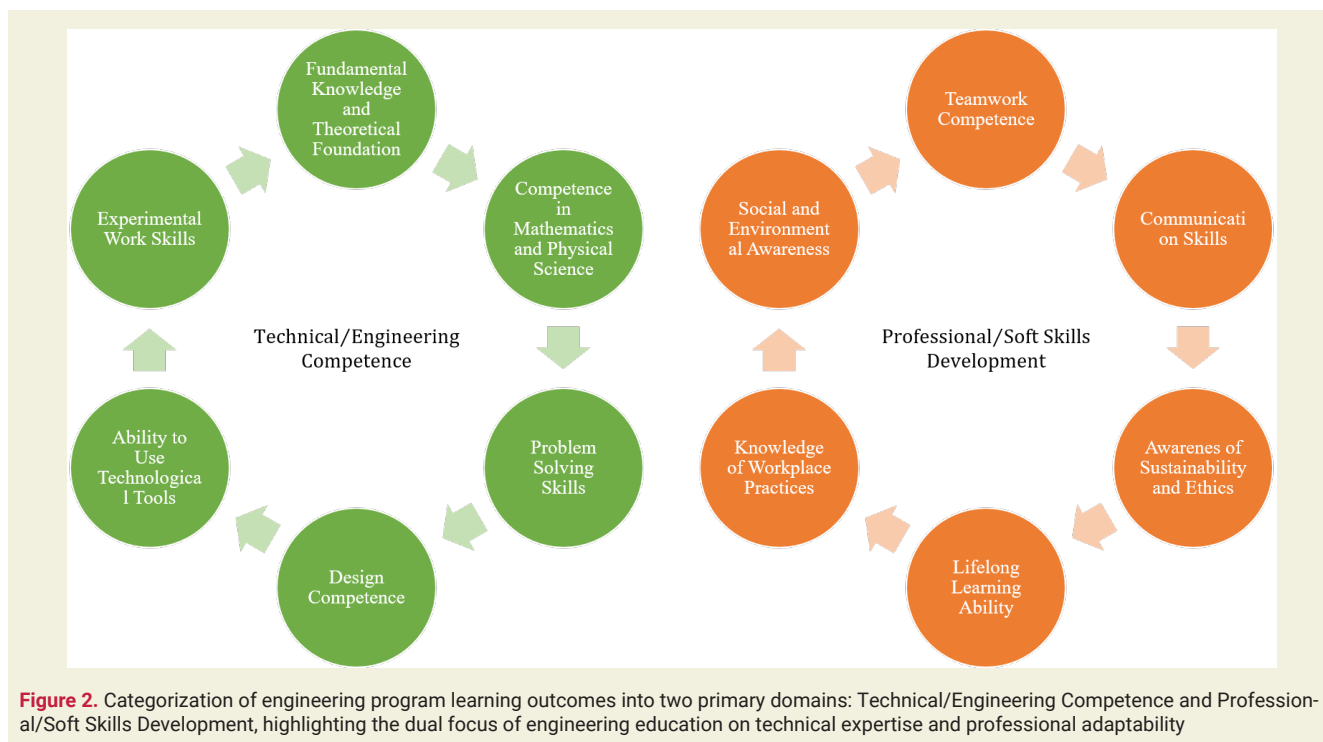 Fundamental
Knowledge
and
Theoretical
Foundation
Competence
in
Mathematics
and Physical
Science
Problem
Solving
Skills
Design
Competence
Ability to
Use
Technologica
l Tools
Experimental
Work Skills
Technical/Engineering
Competence
Teamwork
Competence
Communicati
on Skills
Awarenes of
Sustainability
and Ethics
Lifelong
Learning
Ability
Knowledge
of Workplace
Practices
Social and
Environment
al Awareness
Professional/Soft Skills
Development
Figure 2. Categorization of engineering program learning outcomes into two primary domains: Technical/Engineering Competence and Profession-
al/Soft Skills Development, highlighting the dual focus of engineering education on technical expertise and professional adaptability